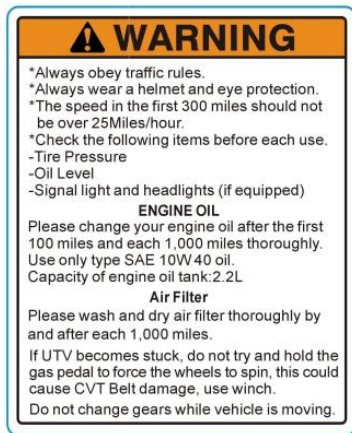 WARNING
*Always obey traffic rules.
*Always wear a helmet and eye protection.
*The speed in the first 300 miles should not
be over 25Miles/hour.
*Check the following items before each use.
-Tire Pressure
-Oil Level
-Signal light and headlights (if equipped)
ENGINE OIL
Please change your engine oil after the first
100 miles and each 1,000 miles thoroughly.
Use only type SAE 10W 40 oil.
Capacity of engine oil tank:2.2L
Air Filter
Please wash and dry air filter thoroughly by
and after each 1,000 miles.
If UTV becomes stuck, do not try and hold the
gas pedal to force the wheels to spin, this could
cause CVT Belt damage, use winch.
Do not change gears while vehicle is moving.